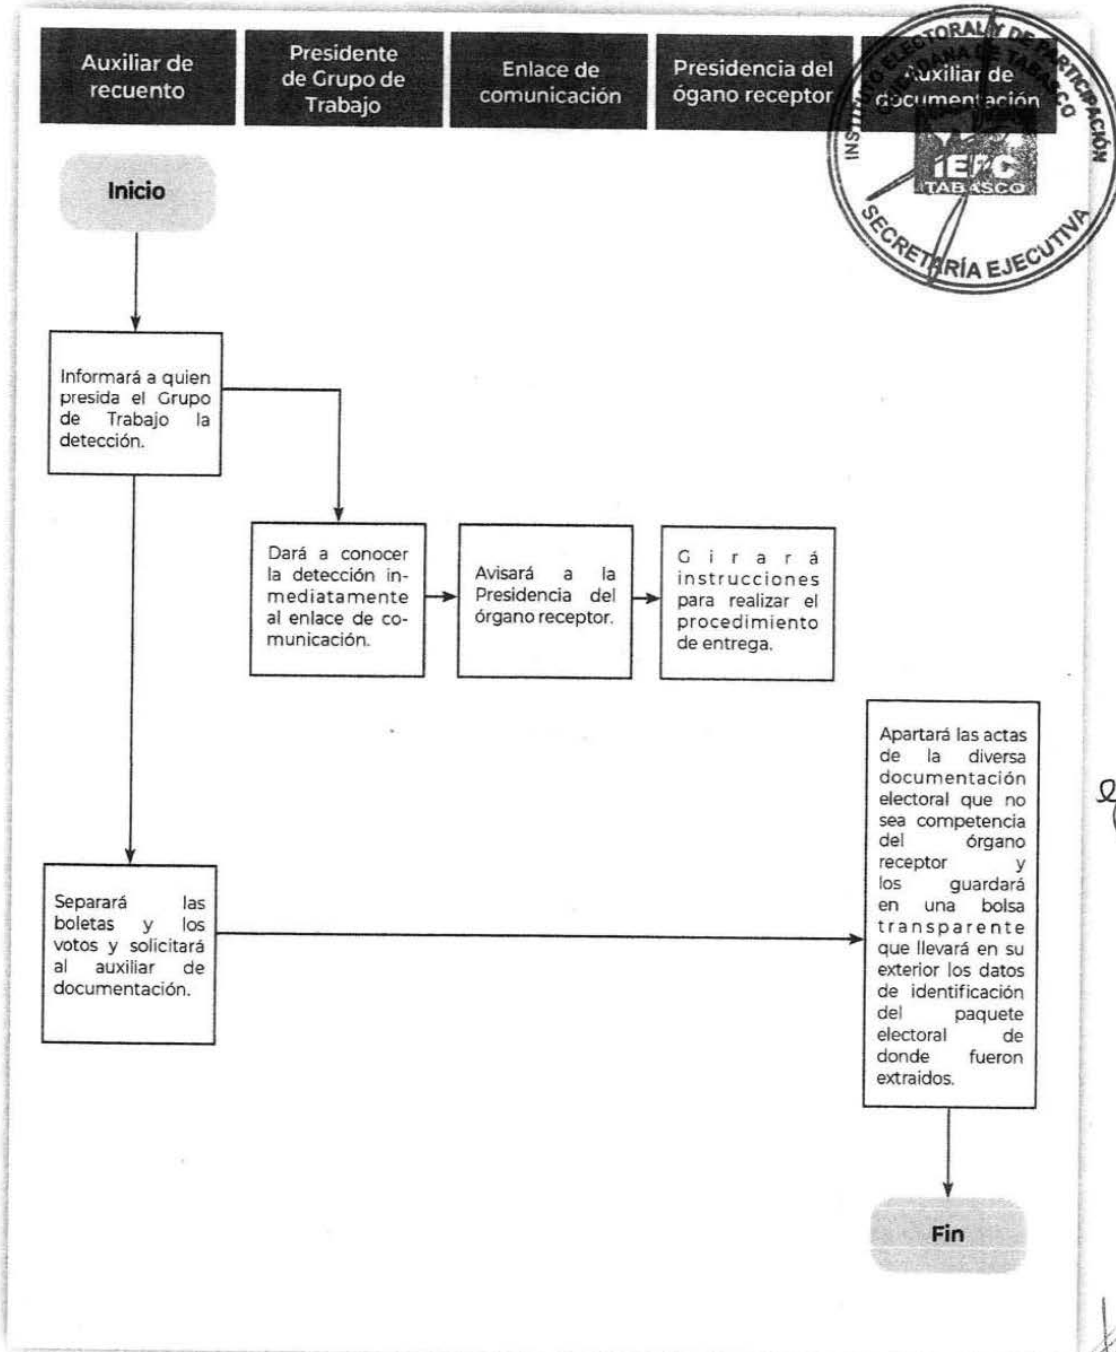 Auxiliar de
recuento
Presidente
de Grupo de
Trabajo
Enlace de
comunicación
Presidencia del
ógano receptor
Auxiliar de
documentación
INSTITUTO ELECTORAL Y DE PARTICIPACIÓN
CIUDADANA DE TABASCO
IEPC
TABASCO
SECRETARÍA EJECUTIVA
Inicio
Informará a quien
presida el Grupo
de Trabajo la
detección.
Dará a conocer
la detección in-
mediatamente
al enlace de co-
municación.
Avisará a la
Presidencia del
órgano receptor.
Girará
instrucciones
para realizar el
procedimiento
de entrega.
Separará las
boletas y los
votos y solicitará
al auxiliar de
documentación.
Apartará las actas
de la diversa
documentación
electoral que no
sea competencia
del órgano
receptor y
los guardará
en una bolsa
transparente
que llevará en su
exterior los datos
de identificación
del paquete
electoral de
donde fueron
extraidos.
Fin